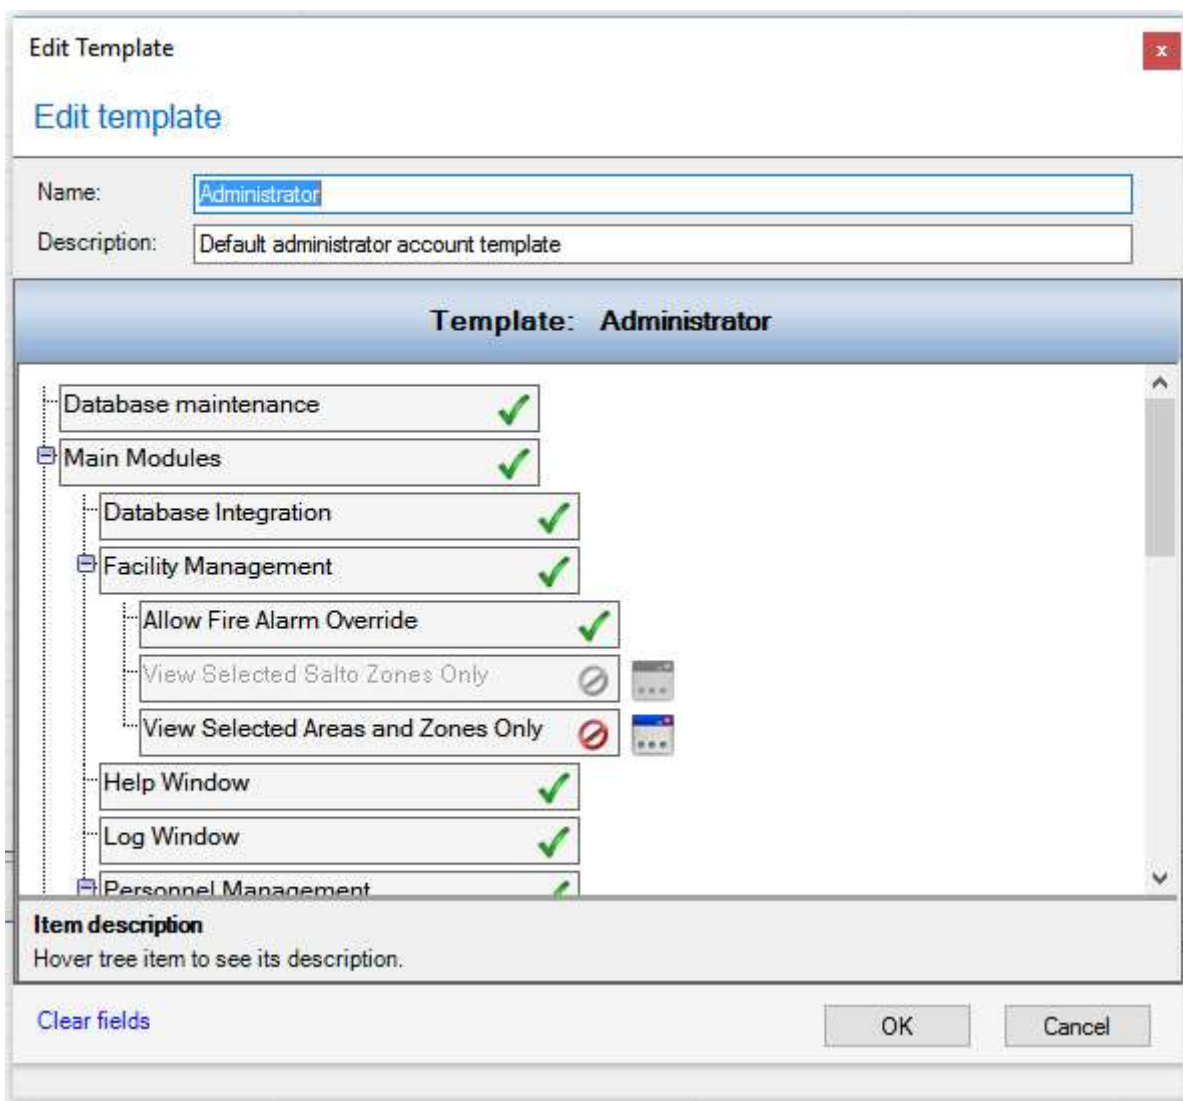 Edit Template
x
Edit template
Name: Administrator
Description: Default administrator account template
Template: Administrator
Database maintenance
Main Modules
Database Integration
Facility Management
Allow Fire Alarm Override
View Selected Salto Zones Only
View Selected Areas and Zones Only
Help Window
Log Window
Personnel Management
Item description
Hover tree item to see its description.
Clear fields
OK
Cancel